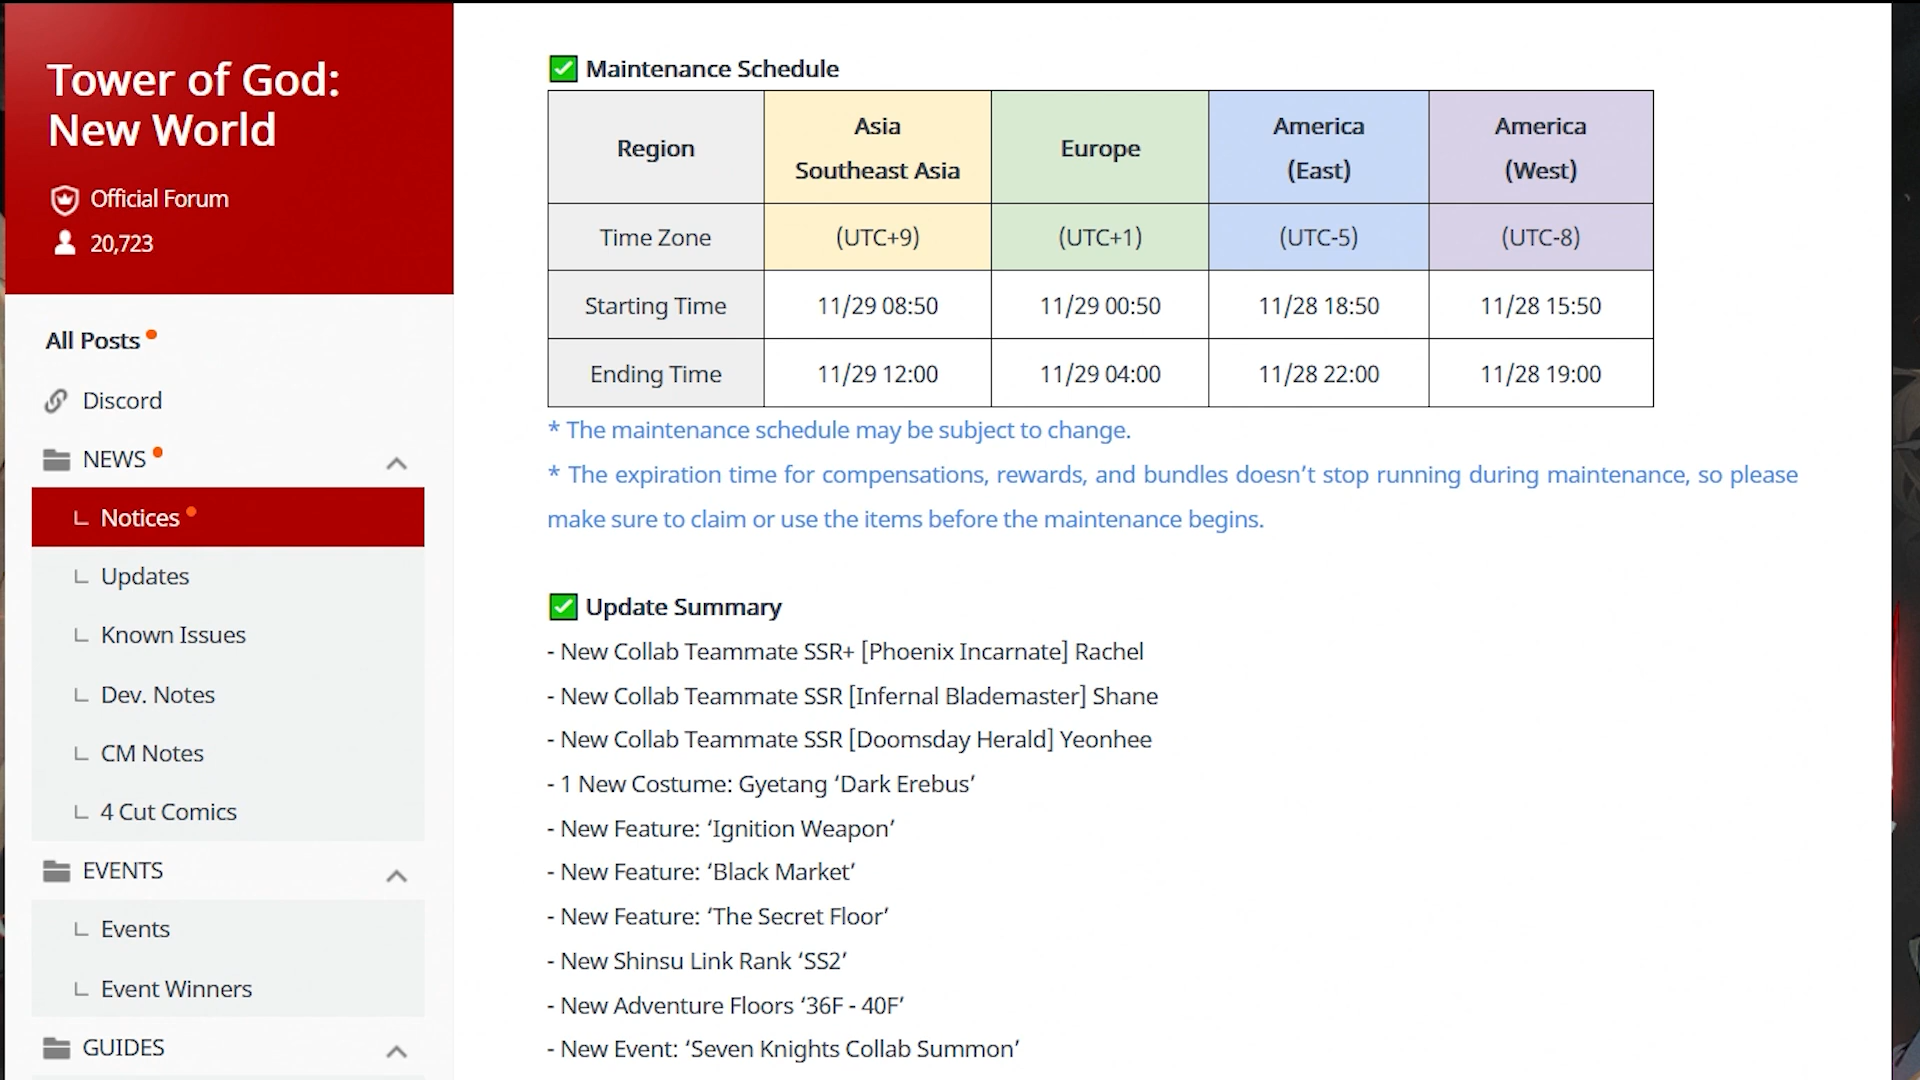 Tower of God:
New World
Official Forum
20,723
All Posts
Discord
NEWS
Notices
Updates
Known Issues
Dev. Notes
CM Notes
4 Cut Comics
EVENTS
Events
Event Winners
GUIDES
✅ Maintenance Schedule
Region
Asia
Southeast Asia
Europe
America
(East)
America
(West)
Time Zone (UTC+9) (UTC+1) (UTC-5) (UTC-8)
Starting Time 11/29 08:50 11/29 00:50 11/28 18:50 11/28 15:50
Ending Time 11/29 12:00 11/29 04:00 11/28 22:00 11/28 19:00
* The maintenance schedule may be subject to change.
* The expiration time for compensations, rewards, and bundles doesn’t stop running during maintenance, so please
make sure to claim or use the items before the maintenance begins.
✅ Update Summary
- New Collab Teammate SSR+ [Phoenix Incarnate] Rachel
- New Collab Teammate SSR [Infernal Blademaster] Shane
- New Collab Teammate SSR [Doomsday Herald] Yeonhee
- 1 New Costume: Gyetang ‘Dark Erebus’
- New Feature: ‘Ignition Weapon’
- New Feature: ‘Black Market’
- New Feature: ‘The Secret Floor’
- New Shinsu Link Rank ‘SS2’
- New Adventure Floors ‘36F - 40F’
- New Event: ‘Seven Knights Collab Summon’